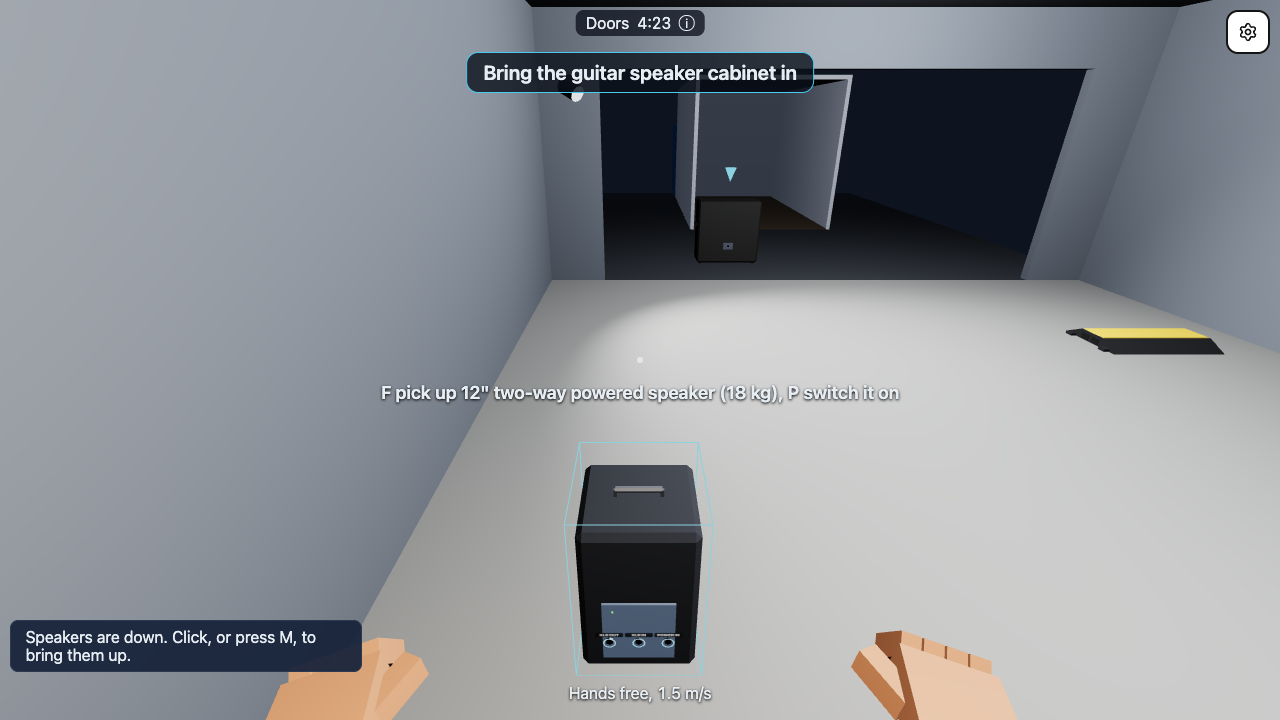 Doors 4:23 ⓘ
Bring the guitar speaker cabinet in
F pick up 12" two-way powered speaker (18 kg), P switch it on
Speakers are down. Click, or press M, to
bring them up.
Hands free, 1.5 m/s